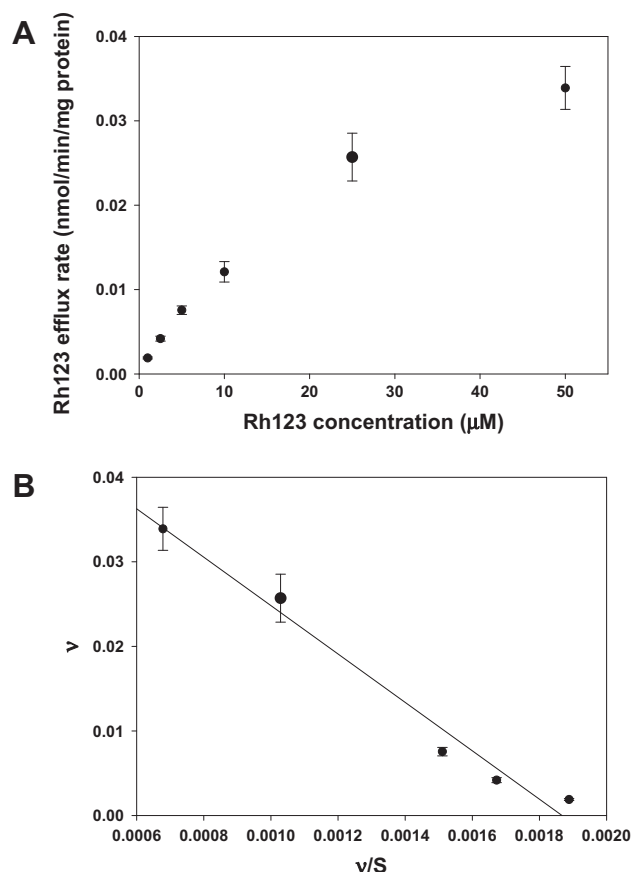 A
Rh123 efflux rate (nmol/min/mg protein)
0.04
0.03
0.02
0.01
0.00
0 10 20 30 40 50
Rh123 concentration (μM)
B
ν
0.04
0.03
0.02
0.01
0.00
0.0006 0.0008 0.0010 0.0012 0.0014 0.0016 0.0018 0.0020
ν/S